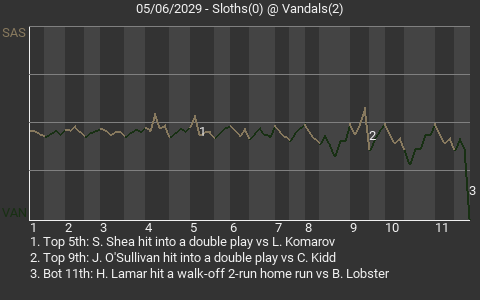 05/06/2029 - Sloths(0) @ Vandals(2)
SAS
1
2
3
VAN
1 2 3 4 5 6 7 8 9 10 11
1. Top 5th: S. Shea hit into a double play vs L. Komarov
2. Top 9th: J. O'Sullivan hit into a double play vs C. Kidd
3. Bot 11th: H. Lamar hit a walk-off 2-run home run vs B. Lobster